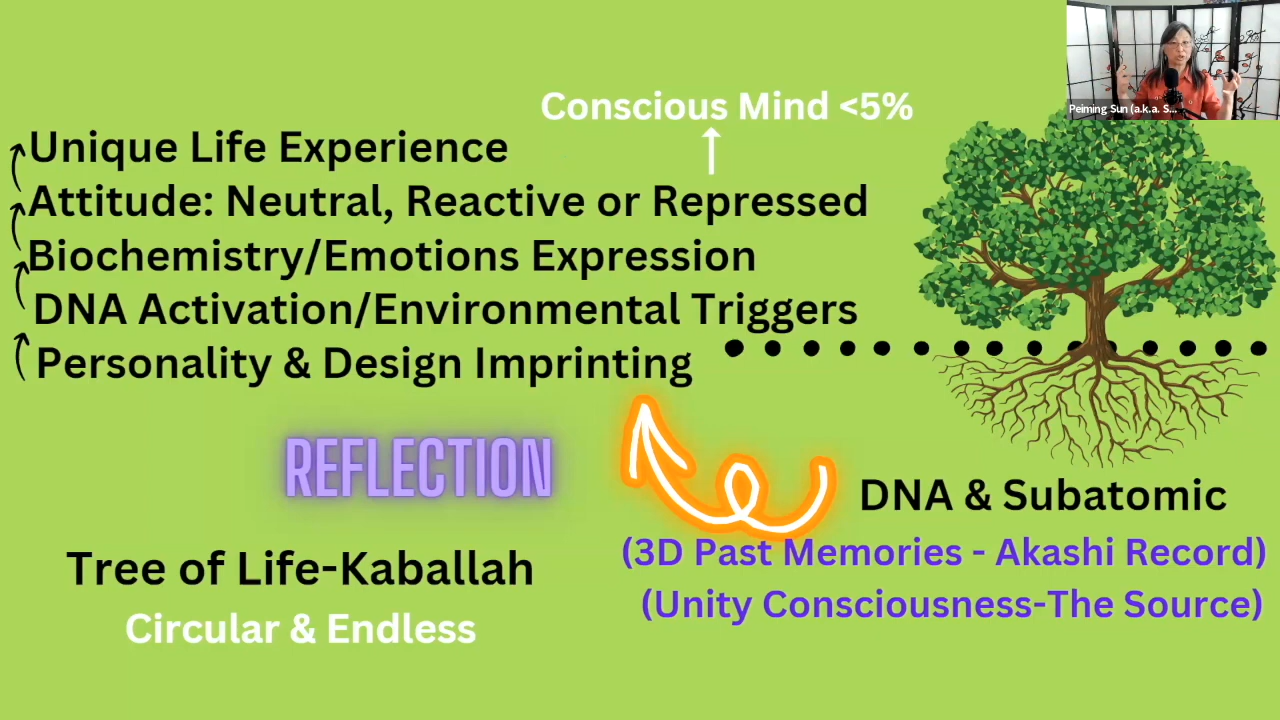 Peiming Sun (a.k.a. S...
Conscious Mind <5%
Unique Life Experience
Attitude: Neutral, Reactive or Repressed
Biochemistry/Emotions Expression
DNA Activation/Environmental Triggers
Personality & Design Imprinting
REFLECTION
DNA & Subatomic
(3D Past Memories - Akashi Record)
(Unity Consciousness-The Source)
Tree of Life-Kaballah
Circular & Endless